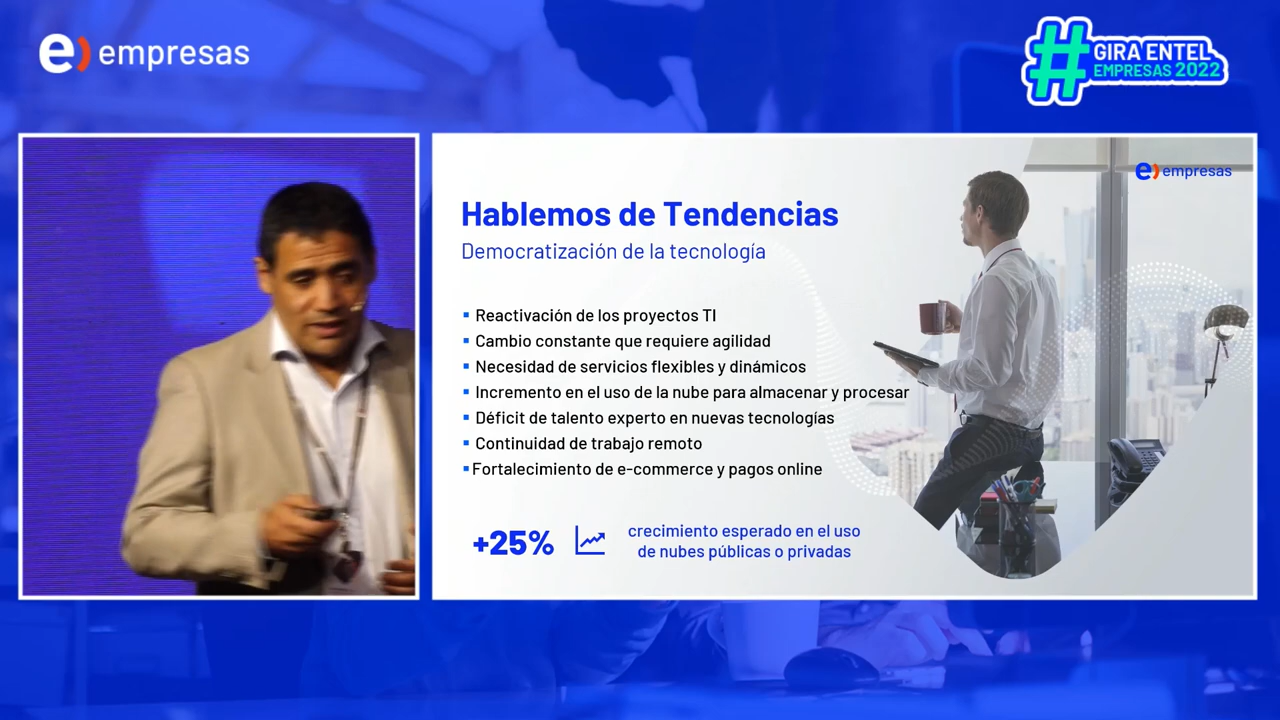 e) empresas
#GIRA ENTEL
EMPRESAS 2022
e) empresas
Hablemos de Tendencias
Democratización de la tecnología
▪ Reactivación de los proyectos TI
▪ Cambio constante que requiere agilidad
▪ Necesidad de servicios flexibles y dinámicos
▪ Incremento en el uso de la nube para almacenar y procesar
▪ Déficit de talento experto en nuevas tecnologías
▪ Continuidad de trabajo remoto
▪ Fortalecimiento de e-commerce y pagos online
+25%
crecimiento esperado en el uso
de nubes públicas o privadas